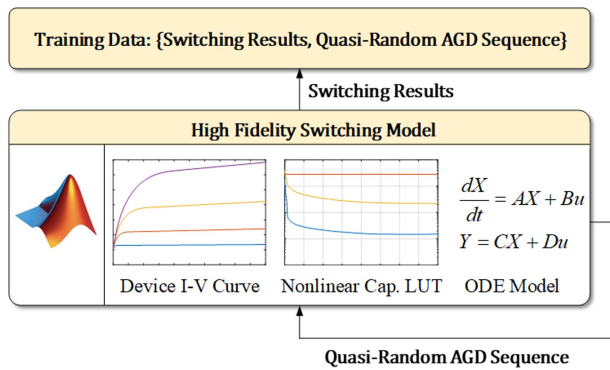 Training Data: {Switching Results, Quasi-Random AGD Sequence}
Switching Results
High Fidelity Switching Model
dX/dt = AX + Bu
Y = CX + Du
Device I-V Curve Nonlinear Cap. LUT ODE Model
Quasi-Random AGD Sequence